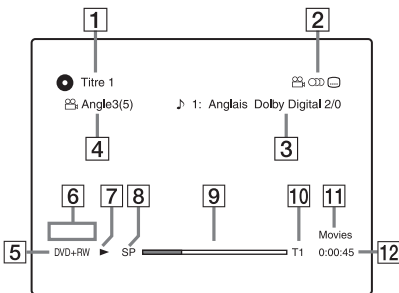 1 2
Titre 1
Angle3(5) ♪ 1: Anglais Dolby Digital 2/0
4 3
6 7 8 9 10 11
Movies
5 DVD+RW ► SP T1 0:00:45 12